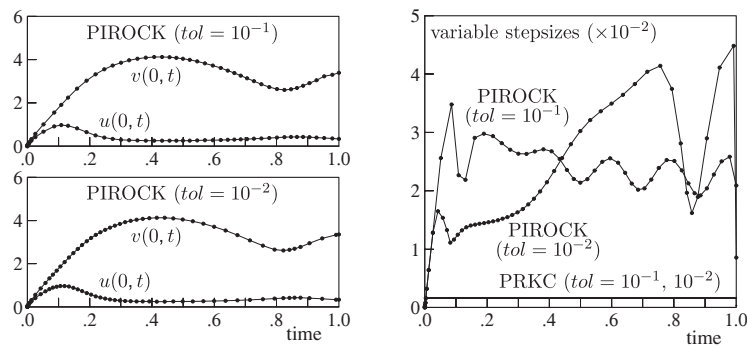 PIROCK (tol = 10⁻¹)
v(0, t)
u(0, t)
6
4
2
0
.0 .2 .4 .6 .8 1.0
PIROCK (tol = 10⁻²)
v(0, t)
u(0, t)
6
4
2
0
.0 .2 .4 .6 .8 1.0
time
variable stepsizes (×10⁻²)
PIROCK
(tol = 10⁻¹)
PIROCK
(tol = 10⁻²)
PRKC (tol = 10⁻¹, 10⁻²)
5
4
3
2
1
0
.0 .2 .4 .6 .8 1.0
time